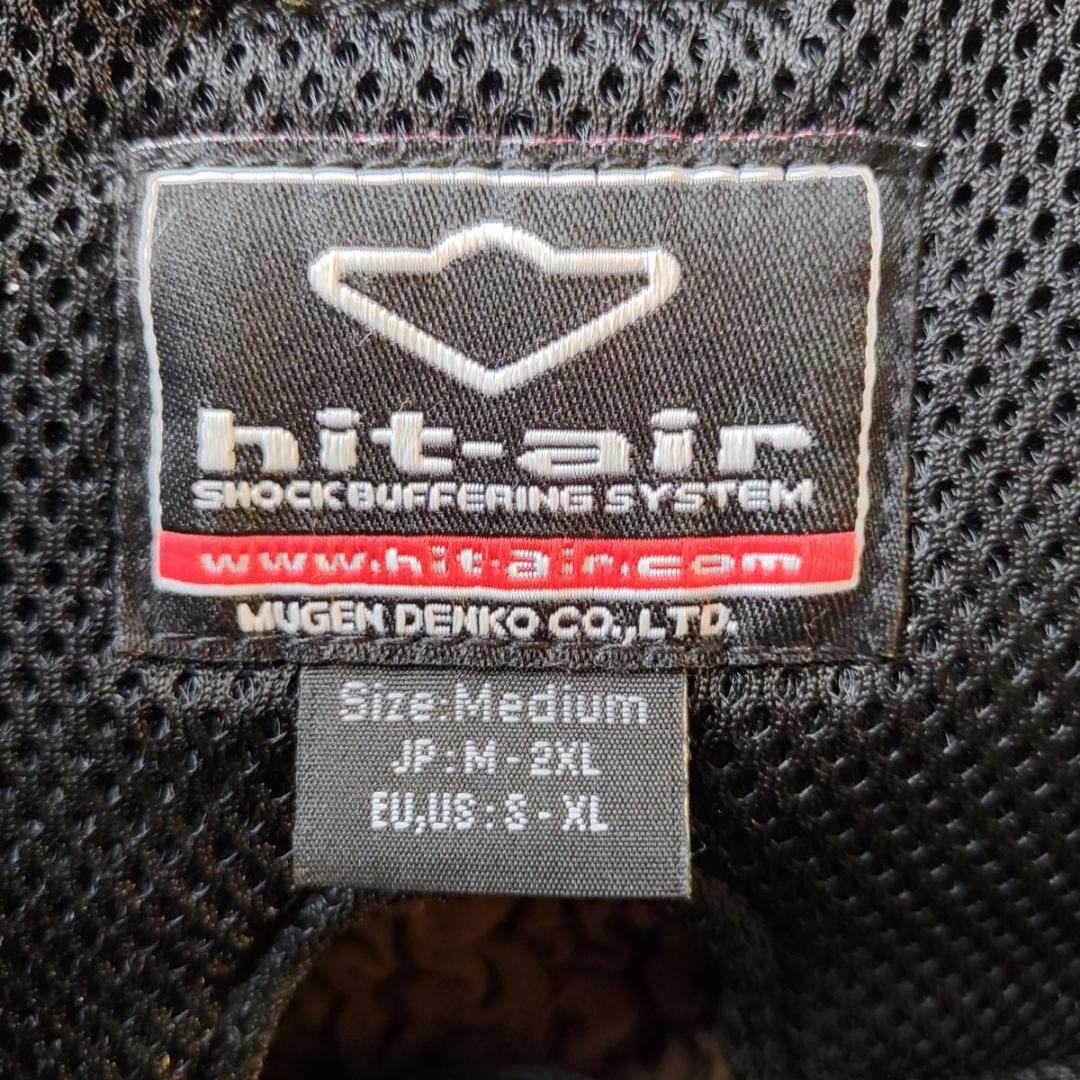 hit-air
SHOCK BUFFERING SYSTEM
www.hit-air.com
MUGEN DENKO CO.,LTD.
Size:Medium
JP:M-2XL
EU,US:S-XL